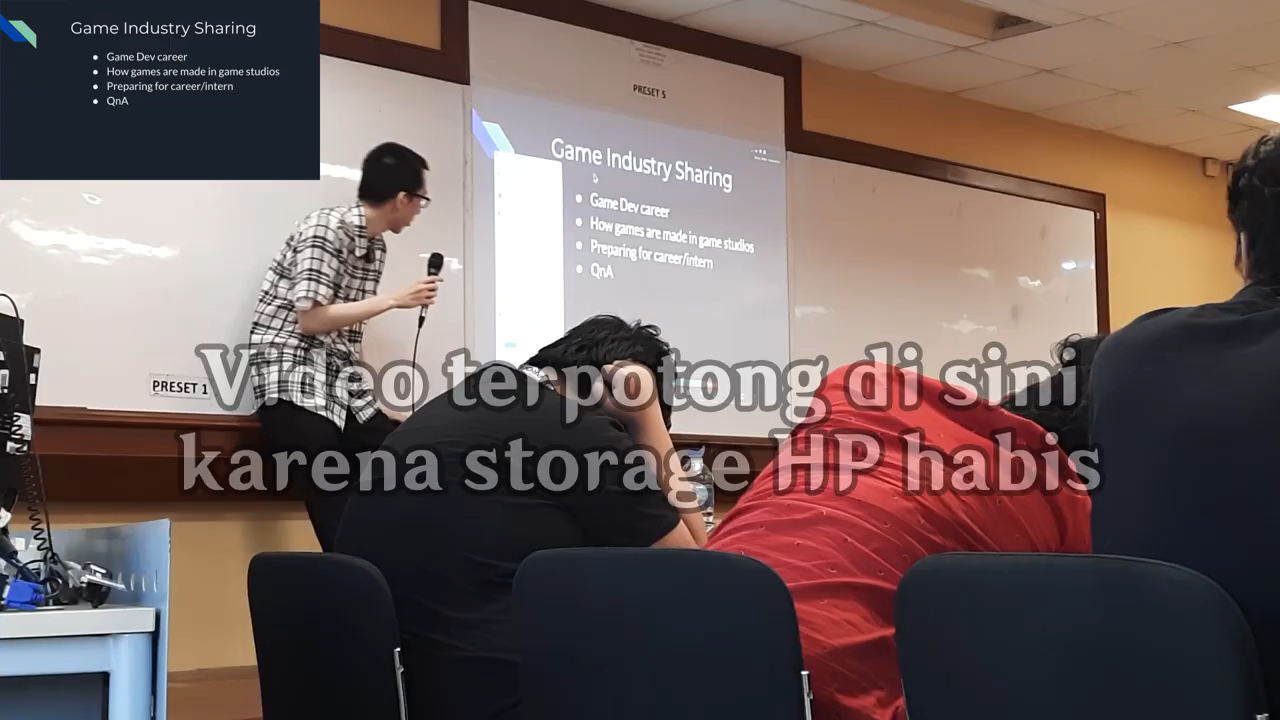 Game Industry Sharing
Game Dev career
How games are made in game studios
Preparing for career/intern
QnA
PRESET 5
Game Industry Sharing
Game Dev career
How games are made in game studios
Preparing for career/intern
QnA
PRESET 1
Video terpotong di sini
karena storage HP habis